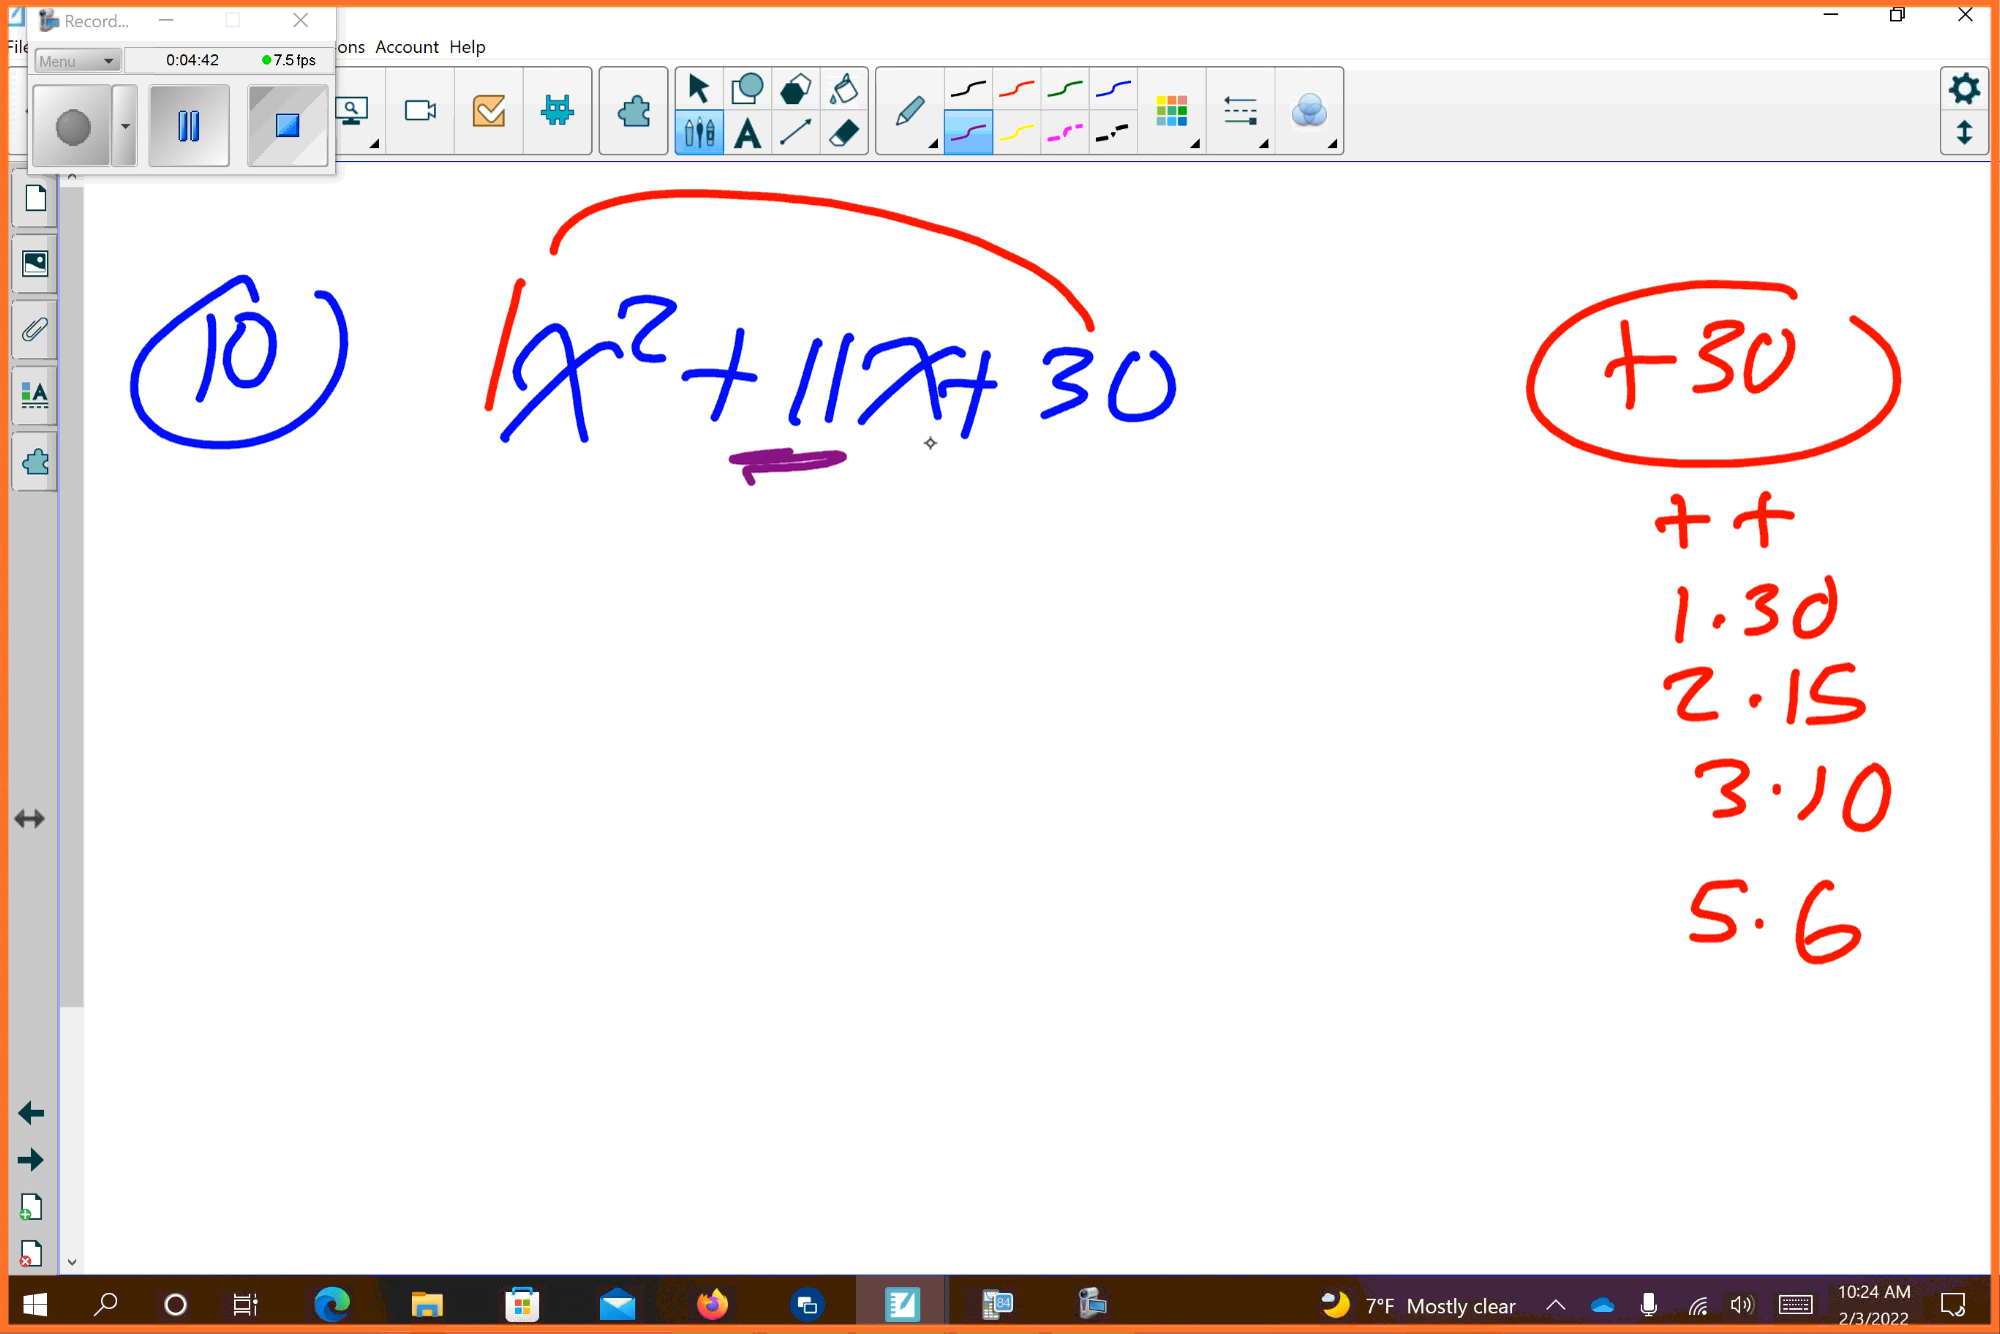 Record...
File
ons Account Help
Menu
0:04:42
7.5 fps
A
A
10
1x² + 11x + 30
+30
+ +
1·30
2·15
3·10
5·6
84
7°F Mostly clear
10:24 AM
2/3/2022